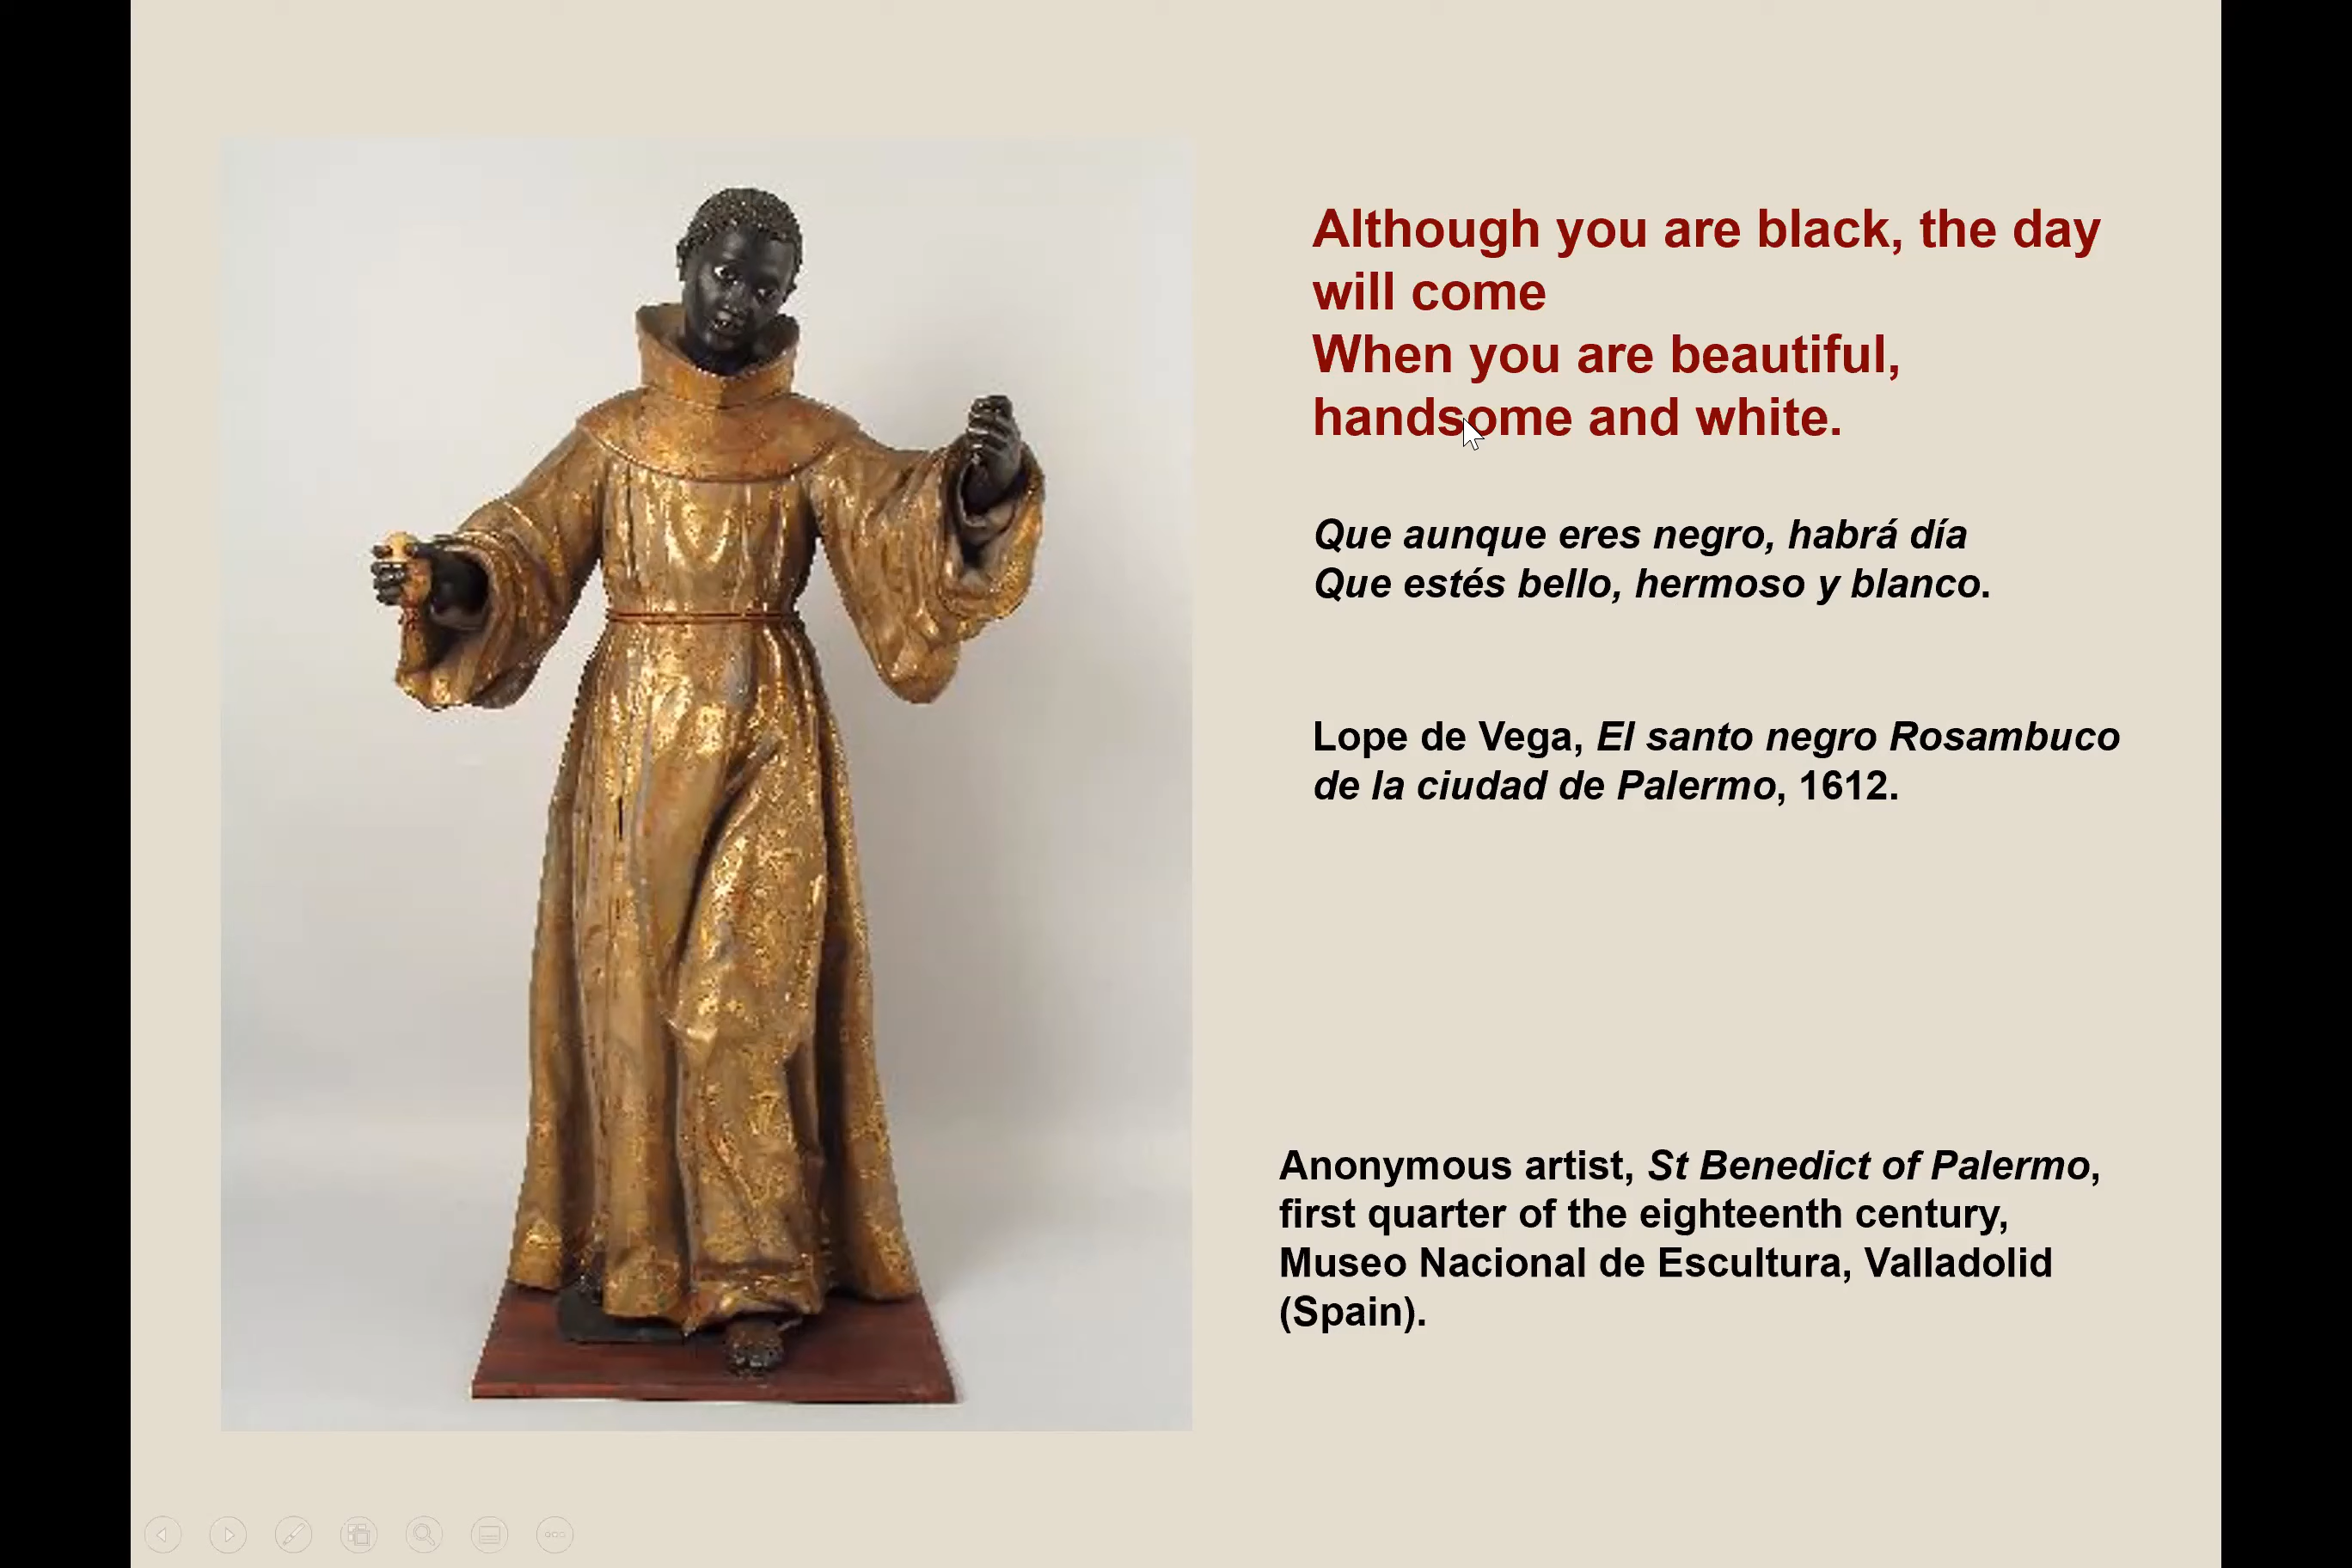 Although you are black, the day
will come
When you are beautiful,
handsome and white.
Que aunque eres negro, habrá día
Que estés bello, hermoso y blanco.
Lope de Vega, El santo negro Rosambuco
de la ciudad de Palermo, 1612.
Anonymous artist, St Benedict of Palermo,
first quarter of the eighteenth century,
Museo Nacional de Escultura, Valladolid
(Spain).